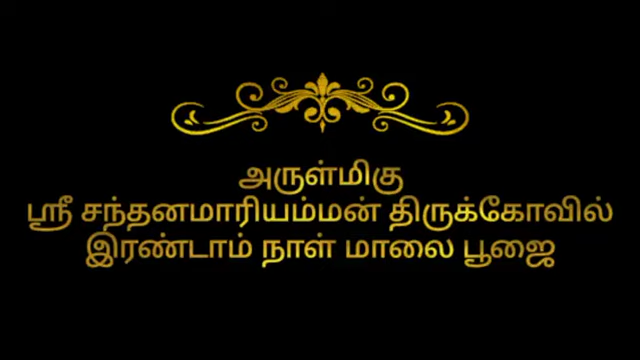 அருள்மிகு
ஸ்ரீ சந்தனமாரியம்மன் திருக்கோவில்
இரண்டாம் நாள் மாலை பூஜை